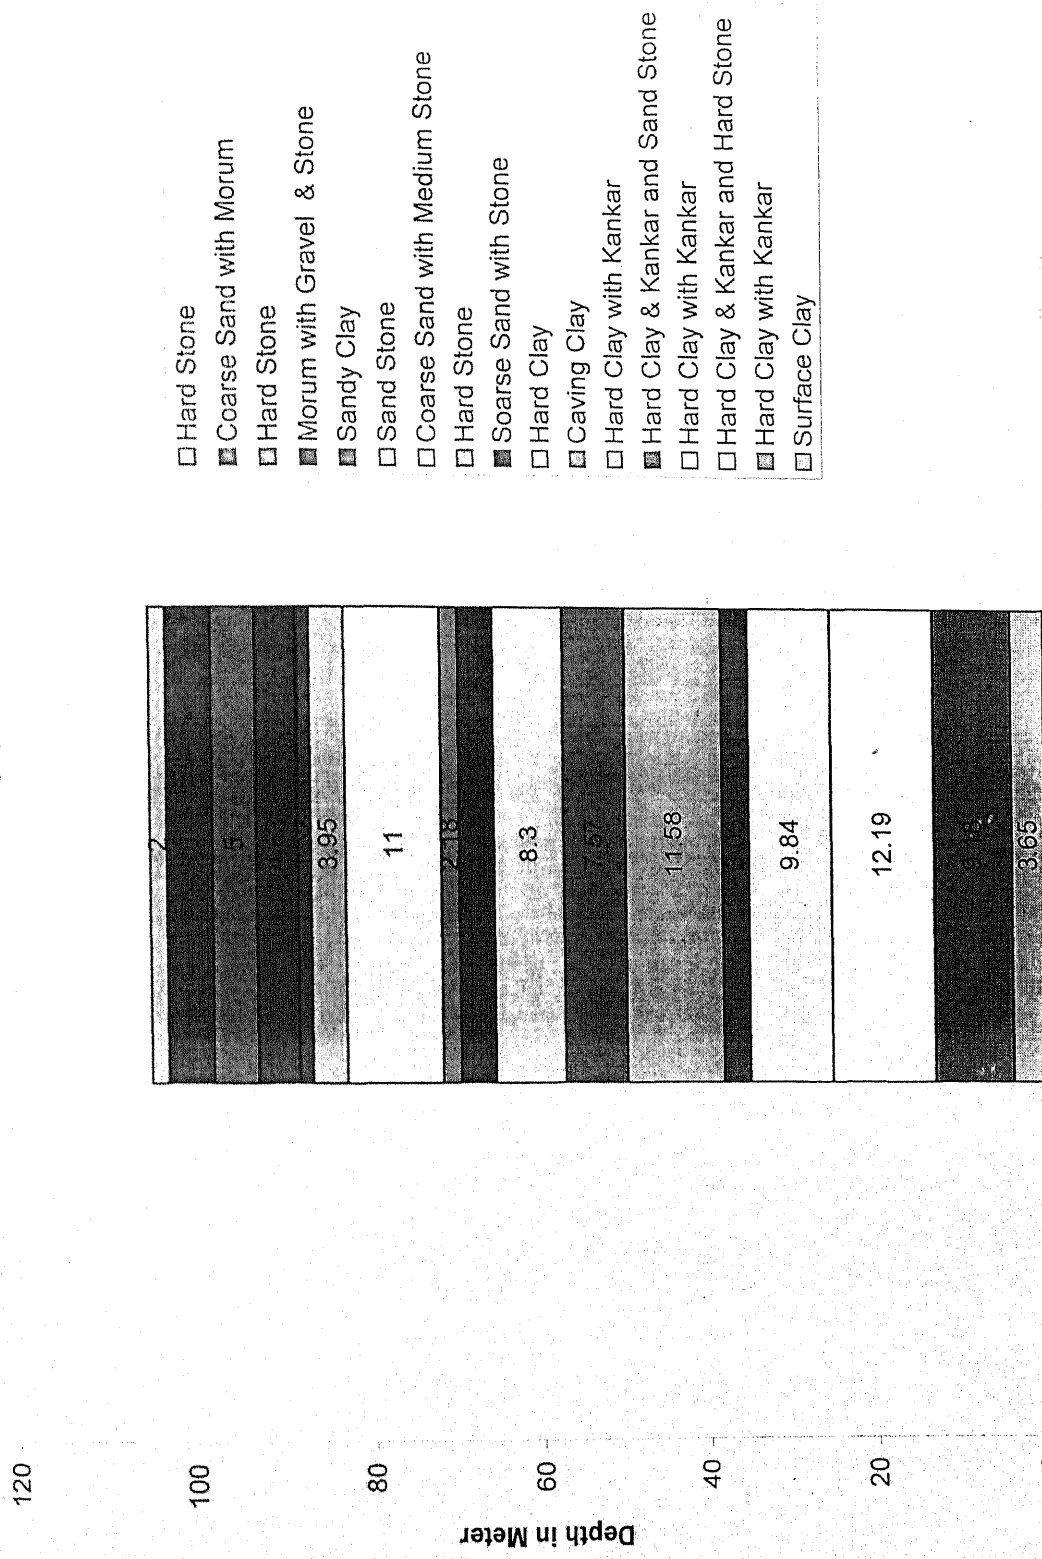 Hard Stone
Coarse Sand with Morum
Hard Stone
Morum with Gravel & Stone
Sandy Clay
Sand Stone
Coarse Sand with Medium Stone
Hard Stone
Soarse Sand with Stone
Hard Clay
Caving Clay
Hard Clay with Kankar
Hard Clay & Kankar and Sand Stone
Hard Clay with Kankar
Hard Clay & Kankar and Hard Stone
Hard Clay with Kankar
Surface Clay
2
5
3.95
11
2.18
8.3
7.57
11.58
9.84
12.19
3.65
120
100
80
60
40
20
Depth in Meter